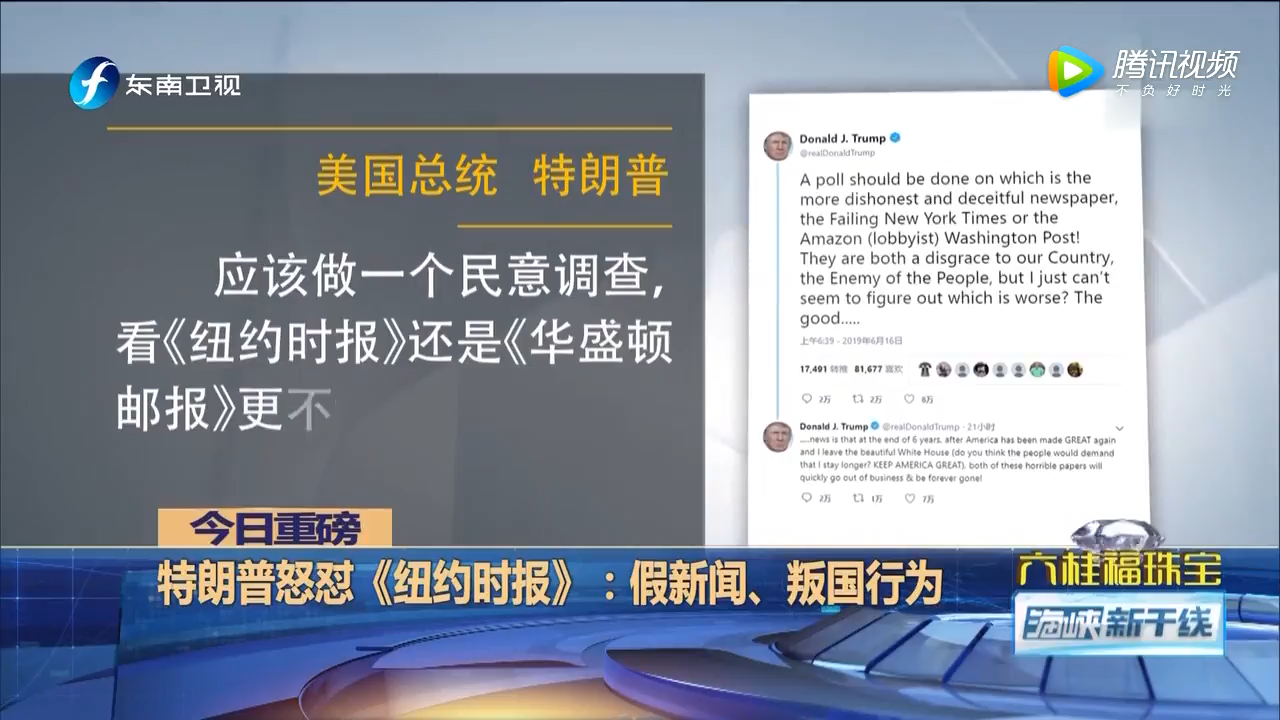 东南卫视
腾讯视频
不负好时光
美国总统 特朗普
应该做一个民意调查,
看《纽约时报》还是《华盛顿
邮报》更不
Donald J. Trump
@realDonaldTrump
A poll should be done on which is the
more dishonest and deceitful newspaper,
the Failing New York Times or the
Amazon (lobbyist) Washington Post!
They are both a disgrace to our Country,
the Enemy of the People, but I just can't
seem to figure out which is worse? The
good.....
上午6:39 - 2019年6月16日
17,491 转推 81,677 喜欢
2万 2万 8万
Donald J. Trump @realDonaldTrump · 21小时
.....news is that at the end of 6 years, after America has been made GREAT again
and I leave the beautiful White House (do you think the people would demand
that I stay longer? KEEP AMERICA GREAT), both of these horrible papers will
quickly go out of business & be forever gone!
2万 1万 7万
今日重磅
特朗普怒怼《纽约时报》:假新闻、叛国行为
六桂福珠宝
海峡新干线